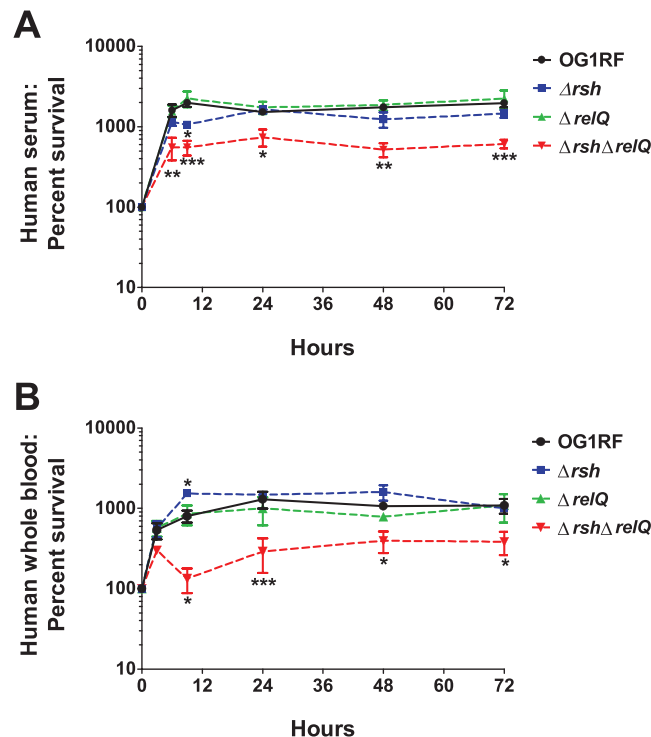 A
Human serum:
Percent survival
10000
1000
100
10
*
***
**
*
**
***
0 12 24 36 48 60 72
Hours
OG1RF
Δrsh
ΔrelQ
ΔrshΔrelQ
B
Human whole blood:
Percent survival
10000
1000
100
10
*
*
***
*
*
0 12 24 36 48 60 72
Hours
OG1RF
Δrsh
ΔrelQ
ΔrshΔrelQ